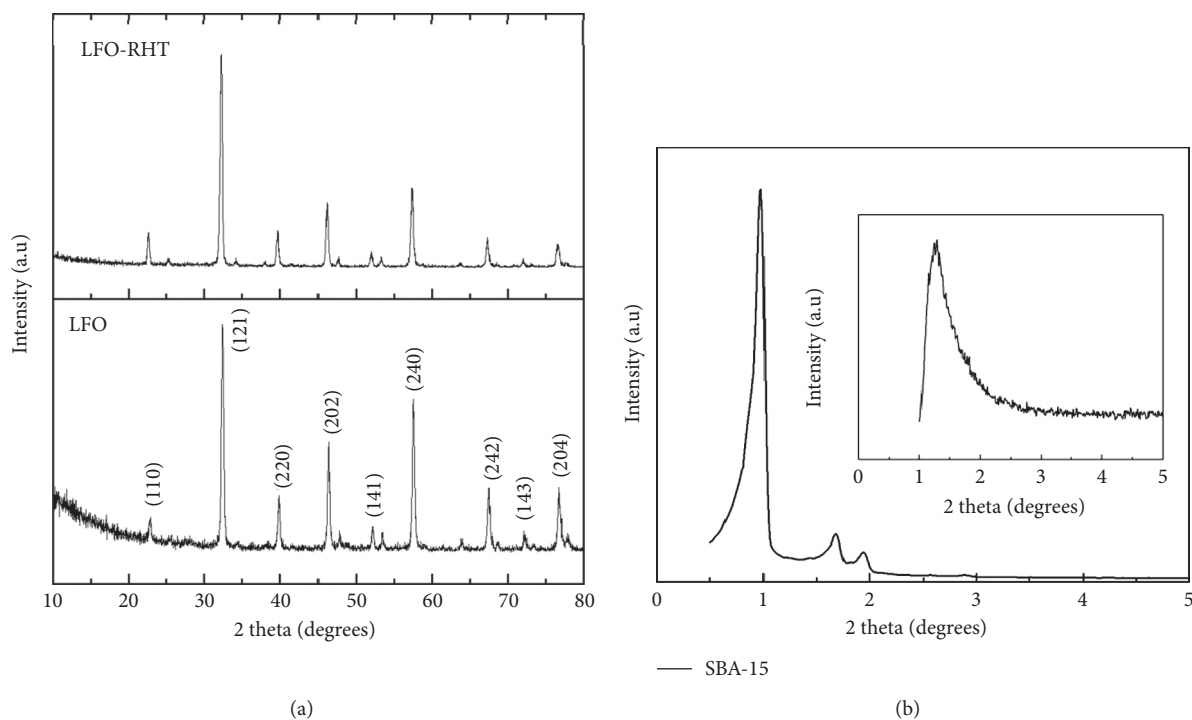 LFO-RHT
LFO
(110)
(121)
(220)
(202)
(141)
(240)
(242)
(143)
(204)
Intensity (a.u)
10 20 30 40 50 60 70 80
2 theta (degrees)
(a)
Intensity (a.u)
Intensity (a.u)
0 1 2 3 4 5
2 theta (degrees)
0 1 2 3 4 5
2 theta (degrees)
SBA-15
(b)